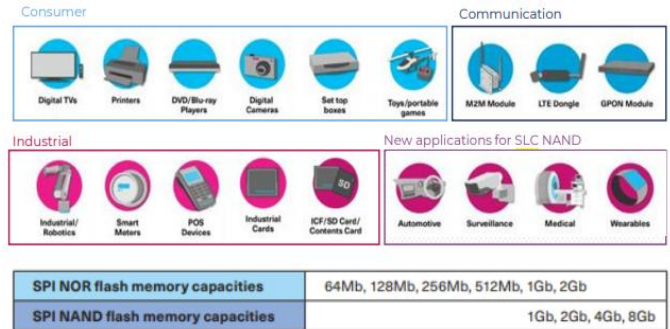 Consumer
Communication
Digital TVs
Printers
DVD/Blu-ray
Players
Digital
Cameras
Set top
boxes
Toys/portable
games
M2M Module
LTE Dongle
GPON Module
Industrial
New applications for SLC NAND
Industrial/
Robotics
Smart
Meters
POS
Devices
Industrial
Cards
SD
ICF/SD Card/
Contents Card
Automotive
Surveillance
Medical
Wearables
SPI NOR flash memory capacities 64Mb, 128Mb, 256Mb, 512Mb, 1Gb, 2Gb
SPI NAND flash memory capacities 1Gb, 2Gb, 4Gb, 8Gb